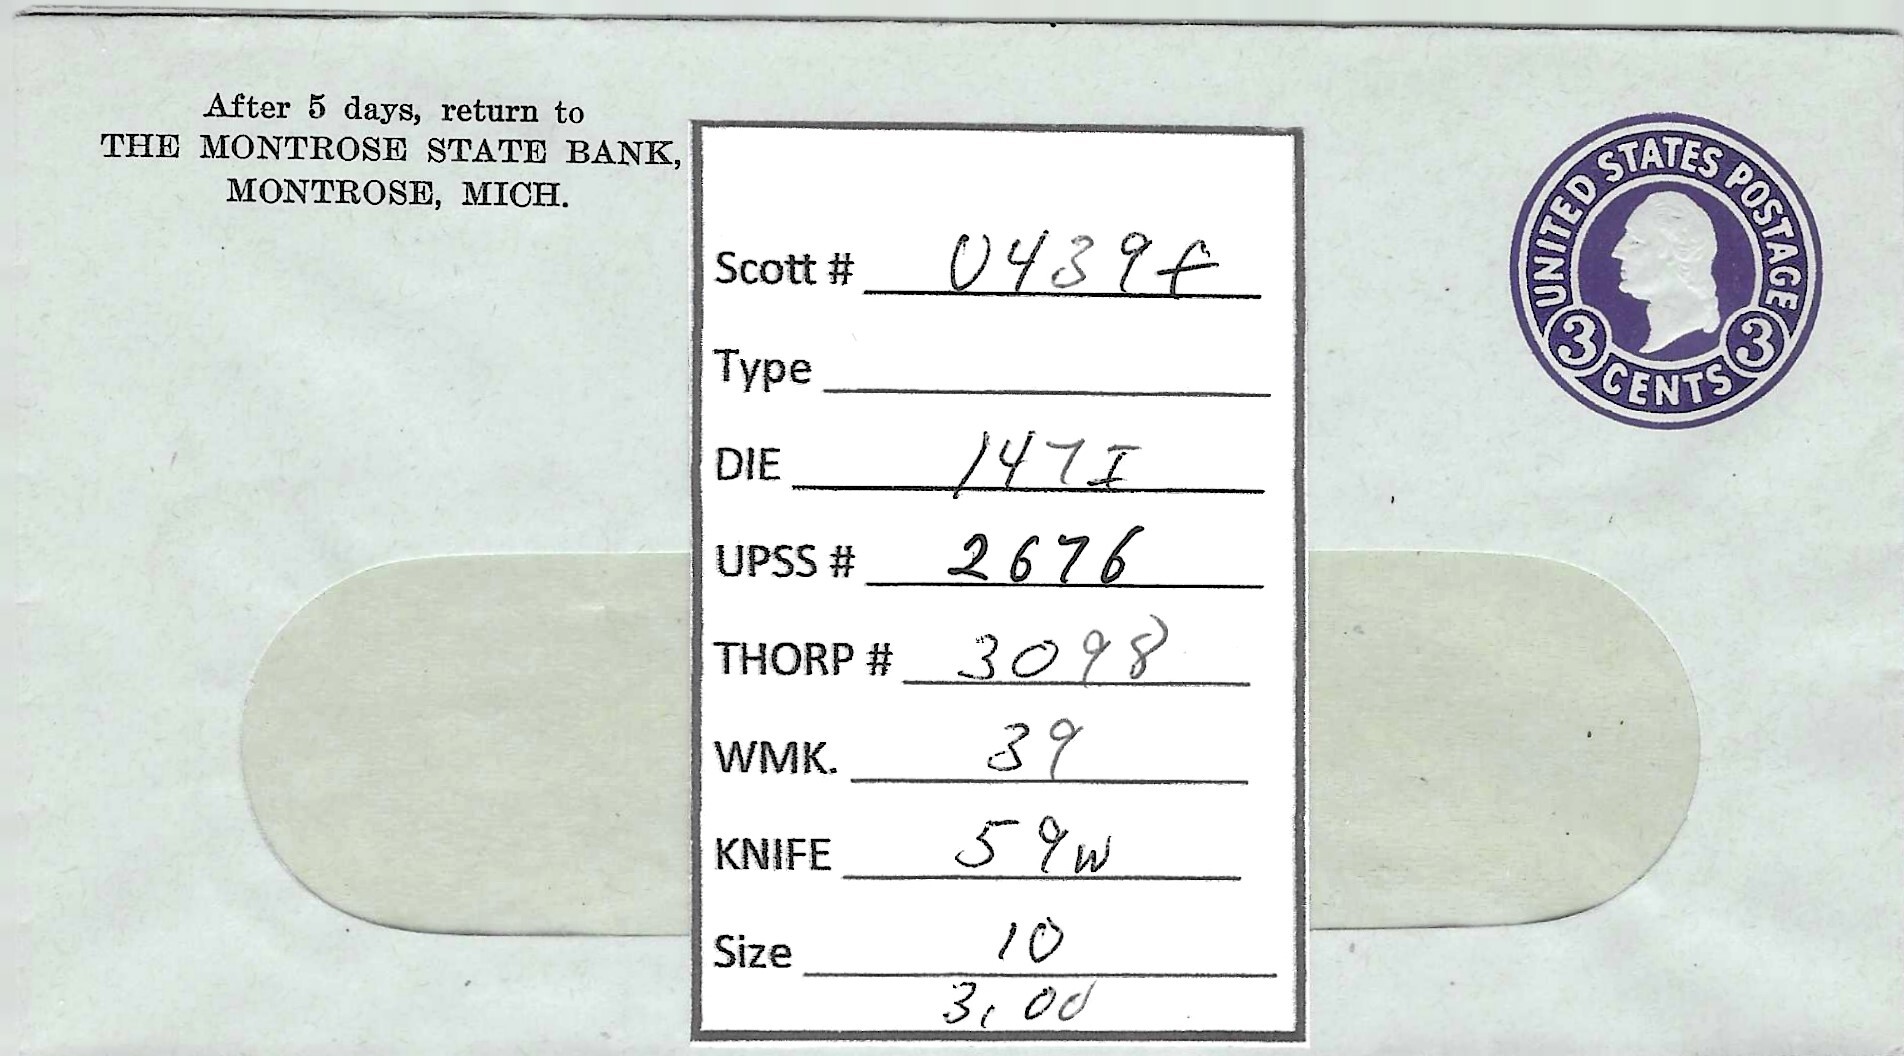 After 5 days, return to
THE MONTROSE STATE BANK,
MONTROSE, MICH.
UNITED STATES POSTAGE
3 CENTS 3
Scott # U439f
Type
DIE 147I
UPSS # 2676
THORP # 3098
WMK. 39
KNIFE 59w
Size 10
3.00